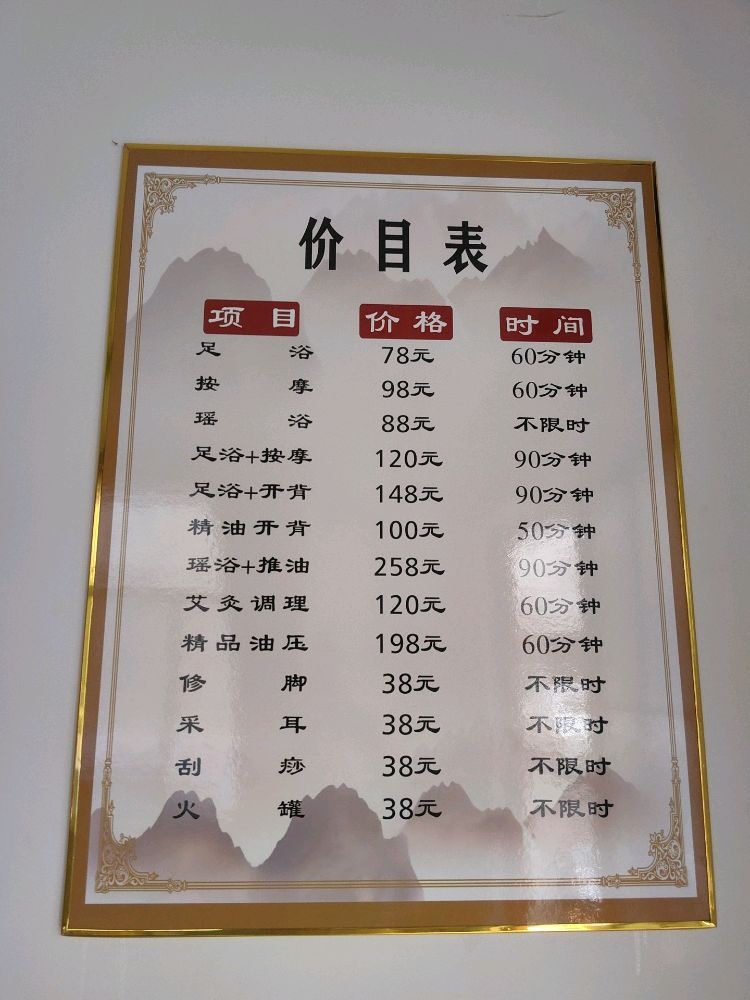 价目表
项目 价格 时间
足浴 78元 60分钟
按摩 98元 60分钟
瑶浴 88元 不限时
足浴+按摩 120元 90分钟
足浴+开背 148元 90分钟
精油开背 100元 50分钟
瑶浴+推油 258元 90分钟
艾灸调理 120元 60分钟
精品油压 198元 60分钟
修脚 38元 不限时
采耳 38元 不限时
刮痧 38元 不限时
火罐 38元 不限时